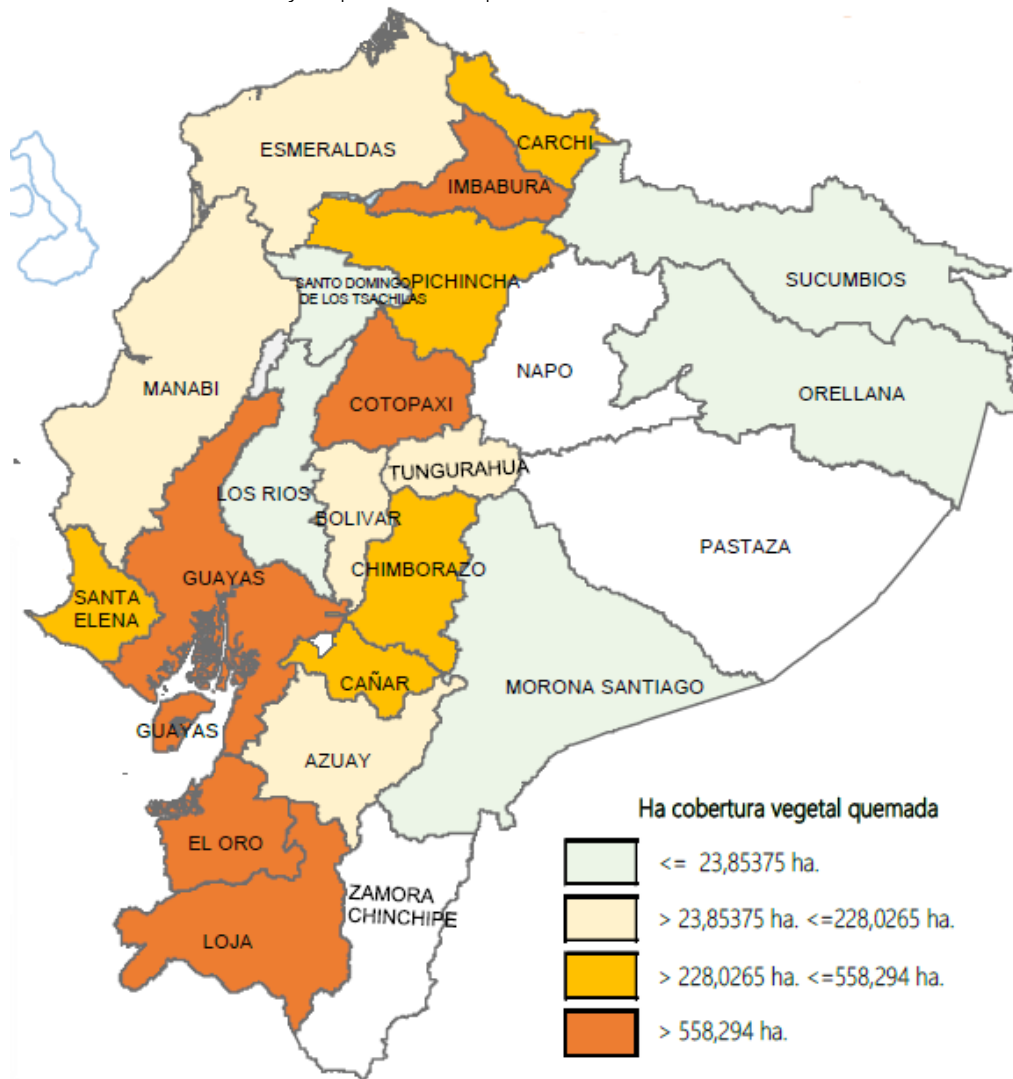 ESMERALDAS
CARCHI
IMBABURA
SUCUMBIOS
SANTO DOMINGO
DE LOS TSACHILAS
PICHINCHA
NAPO
ORELLANA
MANABI
COTOPAXI
TUNGURAHUA
LOS RIOS
BOLIVAR
PASTAZA
CHIMBORAZO
GUAYAS
SANTA
ELENA
CAÑAR
MORONA SANTIAGO
GUAYAS
AZUAY
EL ORO
ZAMORA
CHINCHIPE
LOJA
Ha cobertura vegetal quemada
<= 23,85375 ha.
> 23,85375 ha. <=228,0265 ha.
> 228,0265 ha. <=558,294 ha.
> 558,294 ha.